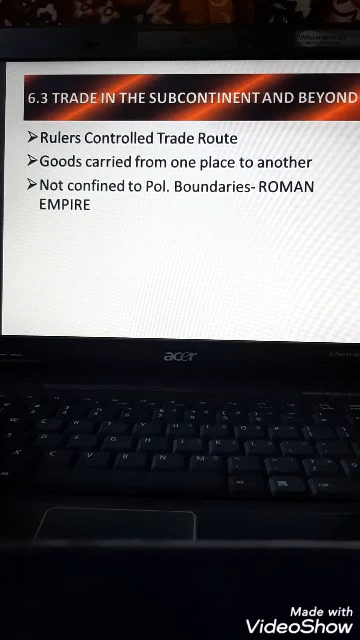 6.3 TRADE IN THE SUBCONTINENT AND BEYOND
➢Rulers Controlled Trade Route
➢Goods carried from one place to another
➢Not confined to Pol. Boundaries- ROMAN
EMPIRE
acer
Made with
VideoShow